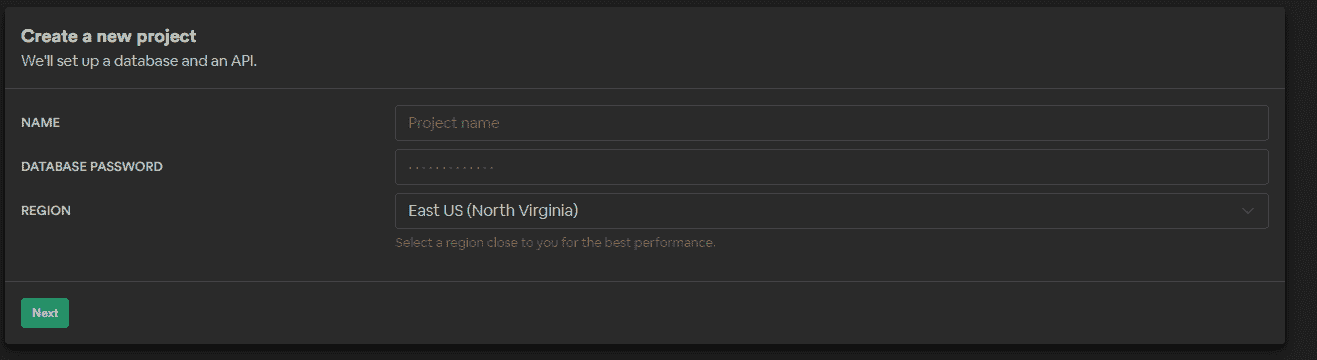 Create a new project
We'll set up a database and an API.
NAME
Project name
DATABASE PASSWORD
·············
REGION
East US (North Virginia)
Select a region close to you for the best performance.
Next